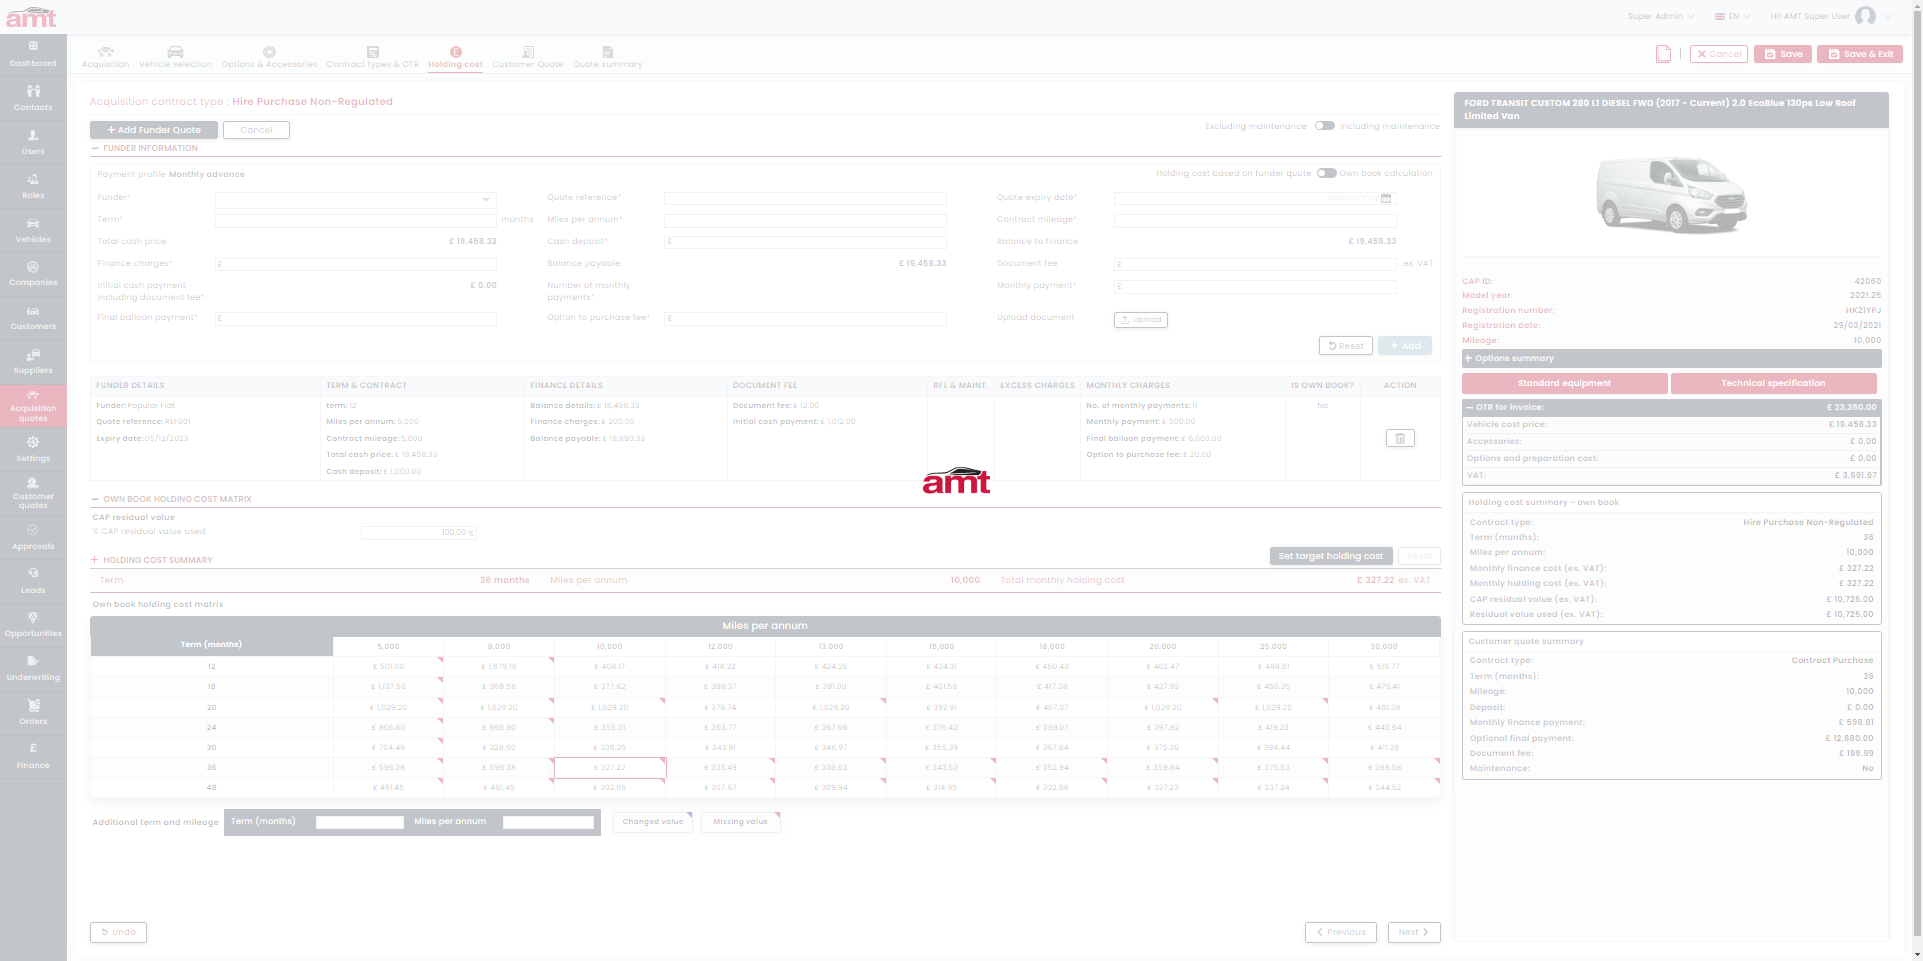 amt
Super Admin
EN
Hi! AMT Super User
Dashboard
Contacts
Users
Roles
Vehicles
Companies
Customers
Suppliers
Acquisition quotes
Settings
Customer quotes
Approvals
Leads
Opportunities
Underwriting
Orders
Finance
Acquisition
Vehicle selection
Options & Accessories
Contract types & OTR
Holding cost
Customer Quote
Quote summary
Cancel
Save
Save & Exit
Acquisition contract type : Hire Purchase Non-Regulated
+ Add Funder Quote
Cancel
Excluding maintenance
Including maintenance
FUNDER INFORMATION
Payment profile Monthly advance
Holding cost based on funder quote
Own book calculation
Funder*
Quote reference*
Quote expiry date*
dd/mm/yyyy
Term*
months
Miles per annum*
Contract mileage*
Total cash price
£ 19,458.33
Cash deposit*
£
Balance to finance
£ 19,458.33
Finance charges*
£
Balance payable
£ 19,458.33
Document fee
£
ex. VAT
Initial cash payment including document fee*
£ 0.00
Number of monthly payments*
Monthly payment*
£
Final balloon payment*
£
Option to purchase fee*
£
Upload document
Upload
Reset
+ Add
FUNDER DETAILS
TERM & CONTRACT
FINANCE DETAILS
DOCUMENT FEE
RFL & MAINT.
EXCESS CHARGES
MONTHLY CHARGES
IS OWN BOOK?
ACTION
Funder: Popular Fiat
Quote reference: REF001
Expiry date: 05/12/2023
term: 12
Miles per annum: 5,000
Contract mileage: 5,000
Total cash price: £ 19,458.33
Cash deposit: £ 1,000.00
Balance details: £ 18,458.33
Finance charges: £ 200.00
Balance payable: £ 18,690.33
Document fee: £ 12.00
Initial cash payment: £ 1,012.00
No. of monthly payments: 11
Monthly payment: £ 500.00
Final balloon payment: £ 6,000.00
Option to purchase fee: £ 20.00
No
amt
OWN BOOK HOLDING COST MATRIX
CAP residual value
% CAP residual value used
100.00 %
+ HOLDING COST SUMMARY
Set target holding cost
Reset
Term 36 months
Miles per annum 10,000
Total monthly holding cost £ 327.22 ex. VAT
Own book holding cost matrix
Miles per annum
Term (months) 5,000 8,000 10,000 12,000 13,000 15,000 18,000 20,000 25,000 30,000
12 £ 501.00 £ 1,679.18 £ 409.17 £ 418.22 £ 424.26 £ 434.31 £ 450.40 £ 462.47 £ 488.61 £ 516.77
18 £ 1,137.50 £ 368.58 £ 377.82 £ 388.37 £ 391.00 £ 401.56 £ 417.39 £ 427.93 £ 450.35 £ 475.41
20 £ 1,029.20 £ 1,029.20 £ 1,029.20 £ 378.74 £ 1,029.20 £ 392.91 £ 407.07 £ 1,029.20 £ 1,029.20 £ 461.38
24 £ 866.80 £ 866.80 £ 355.01 £ 363.77 £ 367.66 £ 376.42 £ 389.07 £ 397.82 £ 419.23 £ 440.64
30 £ 704.49 £ 328.60 £ 336.25 £ 343.91 £ 346.97 £ 355.39 £ 367.64 £ 375.30 £ 394.44 £ 411.28
36 £ 596.38 £ 596.38 £ 327.22 £ 333.49 £ 336.63 £ 343.53 £ 352.94 £ 359.84 £ 375.53 £ 388.08
48 £ 461.45 £ 461.45 £ 302.66 £ 307.67 £ 309.94 £ 314.95 £ 322.69 £ 327.23 £ 337.24 £ 344.52
Additional term and mileage
Term (months)
Miles per annum
Changed value
Missing value
Undo
Previous
Next
FORD TRANSIT CUSTOM 280 L1 DIESEL FWD (2017 - Current) 2.0 EcoBlue 130ps Low Roof
Limited Van
CAP ID: 42060
Model year: 2021.25
Registration number: HK21YPJ
Registration date: 29/03/2021
Mileage: 10,000
+ Options summary
Standard equipment
Technical specification
OTR for invoice: £ 23,350.00
Vehicle cost price: £ 19,458.33
Accessories: £ 0.00
Options and preparation cost: £ 0.00
VAT: £ 3,891.67
Holding cost summary - own book
Contract type: Hire Purchase Non-Regulated
Term (months): 36
Miles per annum: 10,000
Monthly finance cost (ex. VAT): £ 327.22
Monthly holding cost (ex. VAT): £ 327.22
CAP residual value (ex. VAT): £ 10,725.00
Residual value used (ex. VAT): £ 10,725.00
Customer quote summary
Contract type: Contract Purchase
Term (months): 36
Mileage: 10,000
Deposit: £ 0.00
Monthly finance payment: £ 598.61
Optional final payment: £ 12,880.00
Document fee: £ 199.99
Maintenance: No